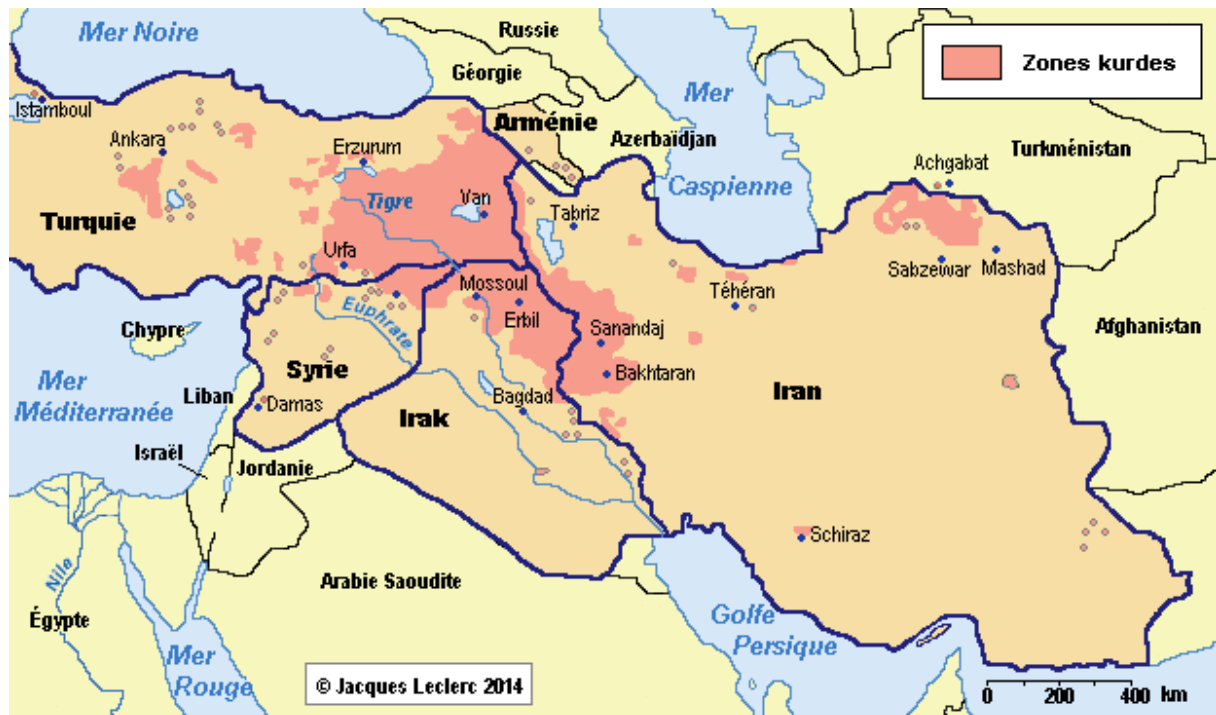 Mer Noire
Russie
Zones kurdes
Géorgie
Mer
Caspienne
Istamboul
Ankara
Erzurum
Arménie
Azerbaïdjan
Turkménistan
Achgabat
Turquie
Tigre
Van
Tabriz
Urfa
Sabzewar
Mashad
Mossoul
Téhéran
Euphrate
Erbil
Chypre
Sanandaj
Afghanistan
Syrie
Bakhtaran
Mer
Méditerranée
Liban
Damas
Irak
Bagdad
Iran
Israël
Jordanie
Schiraz
Nile
Arabie Saoudite
Égypte
Golfe
Persique
Mer
Rouge
© Jacques Leclerc 2014
0 200 400 km